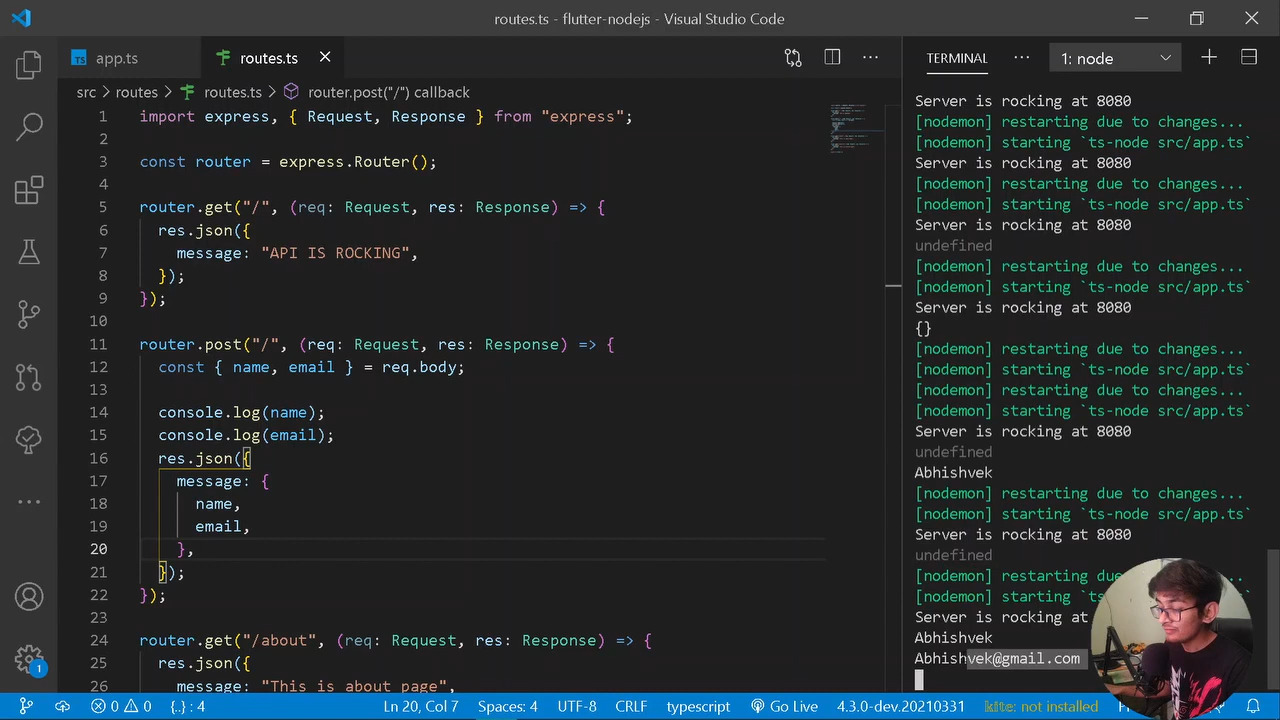 routes.ts - flutter-nodejs - Visual Studio Code
app.ts
routes.ts
TERMINAL
1: node
src
routes
routes.ts
router.post("/") callback
1 import express, { Request, Response } from "express";
2
3 const router = express.Router();
4
5 router.get("/", (req: Request, res: Response) => {
6 res.json({
7 message: "API IS ROCKING",
8 });
9 });
10
11 router.post("/", (req: Request, res: Response) => {
12 const { name, email } = req.body;
13
14 console.log(name);
15 console.log(email);
16 res.json({
17 message: {
18 name,
19 email,
20 },
21 });
22 });
23
24 router.get("/about", (req: Request, res: Response) => {
25 res.json({
26 message: "This is about page",
Server is rocking at 8080
[nodemon] restarting due to changes...
[nodemon] starting `ts-node src/app.ts`
Server is rocking at 8080
[nodemon] restarting due to changes...
[nodemon] starting `ts-node src/app.ts`
Server is rocking at 8080
undefined
[nodemon] restarting due to changes...
[nodemon] starting `ts-node src/app.ts`
Server is rocking at 8080
{}
[nodemon] restarting due to changes...
[nodemon] starting `ts-node src/app.ts`
[nodemon] restarting due to changes...
[nodemon] starting `ts-node src/app.ts`
Server is rocking at 8080
undefined
Abhishvek
[nodemon] restarting due to changes...
[nodemon] starting `ts-node src/app.ts`
Server is rocking at 8080
undefined
[nodemon] restarting
[nodemon] starting
Server is rocking at
Abhishvek
Abhishvek@gmail.com
1
0 0
{..} : 4
Ln 20, Col 7
Spaces: 4
UTF-8
CRLF
typescript
Go Live
4.3.0-dev.20210331
kite: not installed